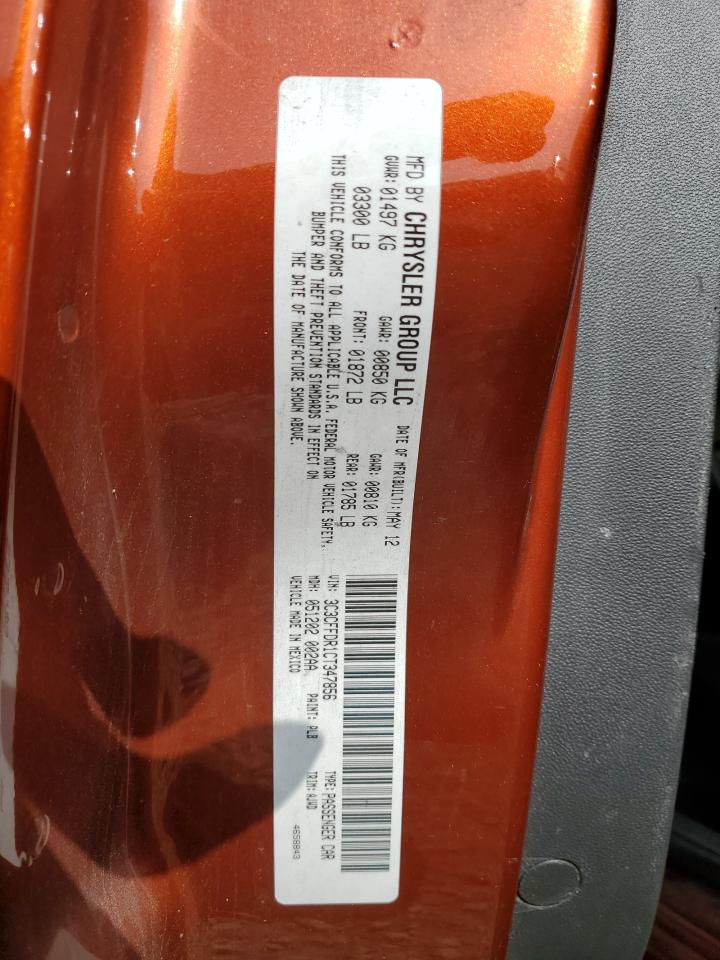 MFD BY CHRYSLER GROUP LLC
DATE OF MFR(BUILT): MAY 12
GVWR: 01497 KG
GAWR: 00850 KG
GAWR: 00810 KG
03300 LB
FRONT: 01872 LB
REAR: 01785 LB
THIS VEHICLE CONFORMS TO ALL APPLICABLE U.S.A. FEDERAL MOTOR VEHICLE SAFETY,
BUMPER AND THEFT PREVENTION STANDARDS IN EFFECT ON
THE DATE OF MANUFACTURE SHOWN ABOVE.
VIN: 3C3CFFDR1CT347856
TYPE: PASSENGER CAR
MDH: 051202 002AA
PAINT: PLB
TRIM: AJWD
VEHICLE MADE IN MEXICO
4658843